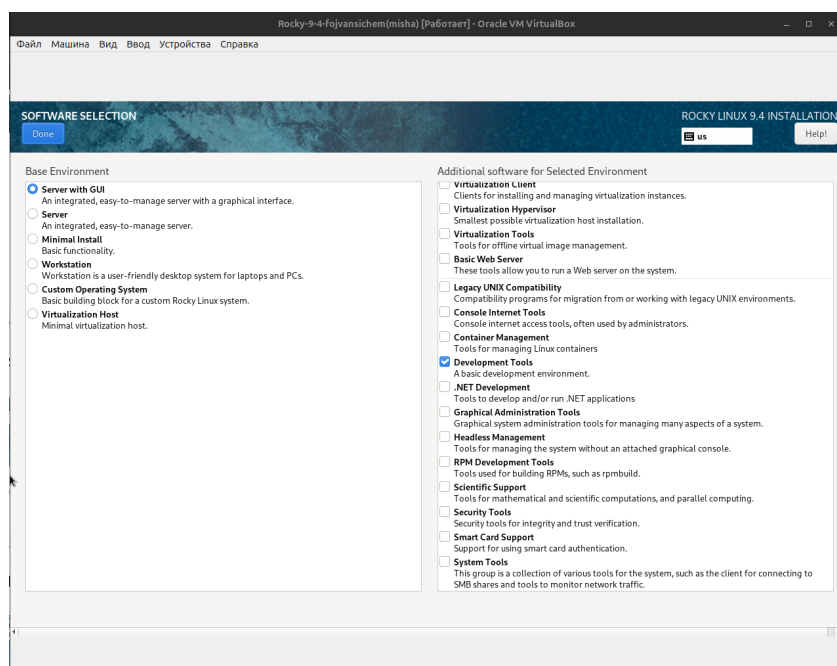 Rocky-9-4-fojvansichem(misha) [Работает] - Oracle VM VirtualBox
Файл Машина Вид Ввод Устройства Справка
SOFTWARE SELECTION
Done
ROCKY LINUX 9.4 INSTALLATION
us
Help!
Base Environment
Server with GUI
An integrated, easy-to-manage server with a graphical interface.
Server
An integrated, easy-to-manage server.
Minimal Install
Basic functionality.
Workstation
Workstation is a user-friendly desktop system for laptops and PCs.
Custom Operating System
Basic building block for a custom Rocky Linux system.
Virtualization Host
Minimal virtualization host.
Additional software for Selected Environment
Virtualization Client
Clients for installing and managing virtualization instances.
Virtualization Hypervisor
Smallest possible virtualization host installation.
Virtualization Tools
Tools for offline virtual image management.
Basic Web Server
These tools allow you to run a Web server on the system.
Legacy UNIX Compatibility
Compatibility programs for migration from or working with legacy UNIX environments.
Console Internet Tools
Console internet access tools, often used by administrators.
Container Management
Tools for managing Linux containers
Development Tools
A basic development environment.
.NET Development
Tools to develop and/or run .NET applications
Graphical Administration Tools
Graphical system administration tools for managing many aspects of a system.
Headless Management
Tools for managing the system without an attached graphical console.
RPM Development Tools
Tools used for building RPMs, such as rpmbuild.
Scientific Support
Tools for mathematical and scientific computations, and parallel computing.
Security Tools
Security tools for integrity and trust verification.
Smart Card Support
Support for using smart card authentication.
System Tools
This group is a collection of various tools for the system, such as the client for connecting to
SMB shares and tools to monitor network traffic.